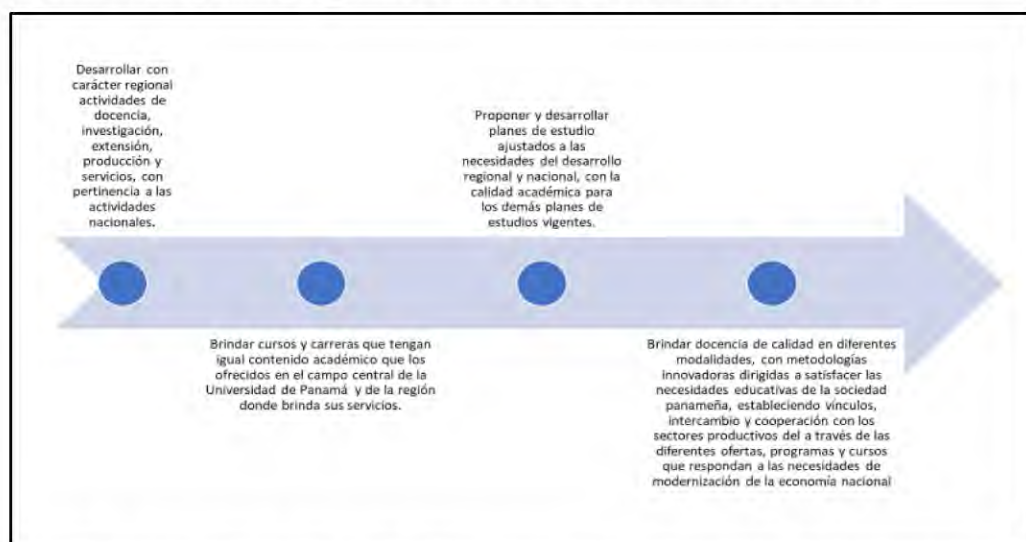 Desarrollar con
carácter regional
actividades de
docencia,
investigación,
extensión,
producción y
servicios, con
pertinencia a las
actividades
nacionales.
Brindar cursos y carreras que tengan
igual contenido académico que los
ofrecidos en el campo central de la
Universidad de Panamá y de la región
donde brinda sus servicios.
Proponer y desarrollar
planes de estudio
ajustados a las
necesidades del desarrollo
regional y nacional, con la
calidad académica para
los demás planes de
estudios vigentes.
Brindar docencia de calidad en diferentes
modalidades, con metodologías
innovadoras dirigidas a satisfacer las
necesidades educativas de la sociedad
panameña, estableciendo vínculos,
intercambio y cooperación con los
sectores productivos del a través de las
diferentes ofertas, programas y cursos
que respondan a las necesidades de
modernización de la economía nacional